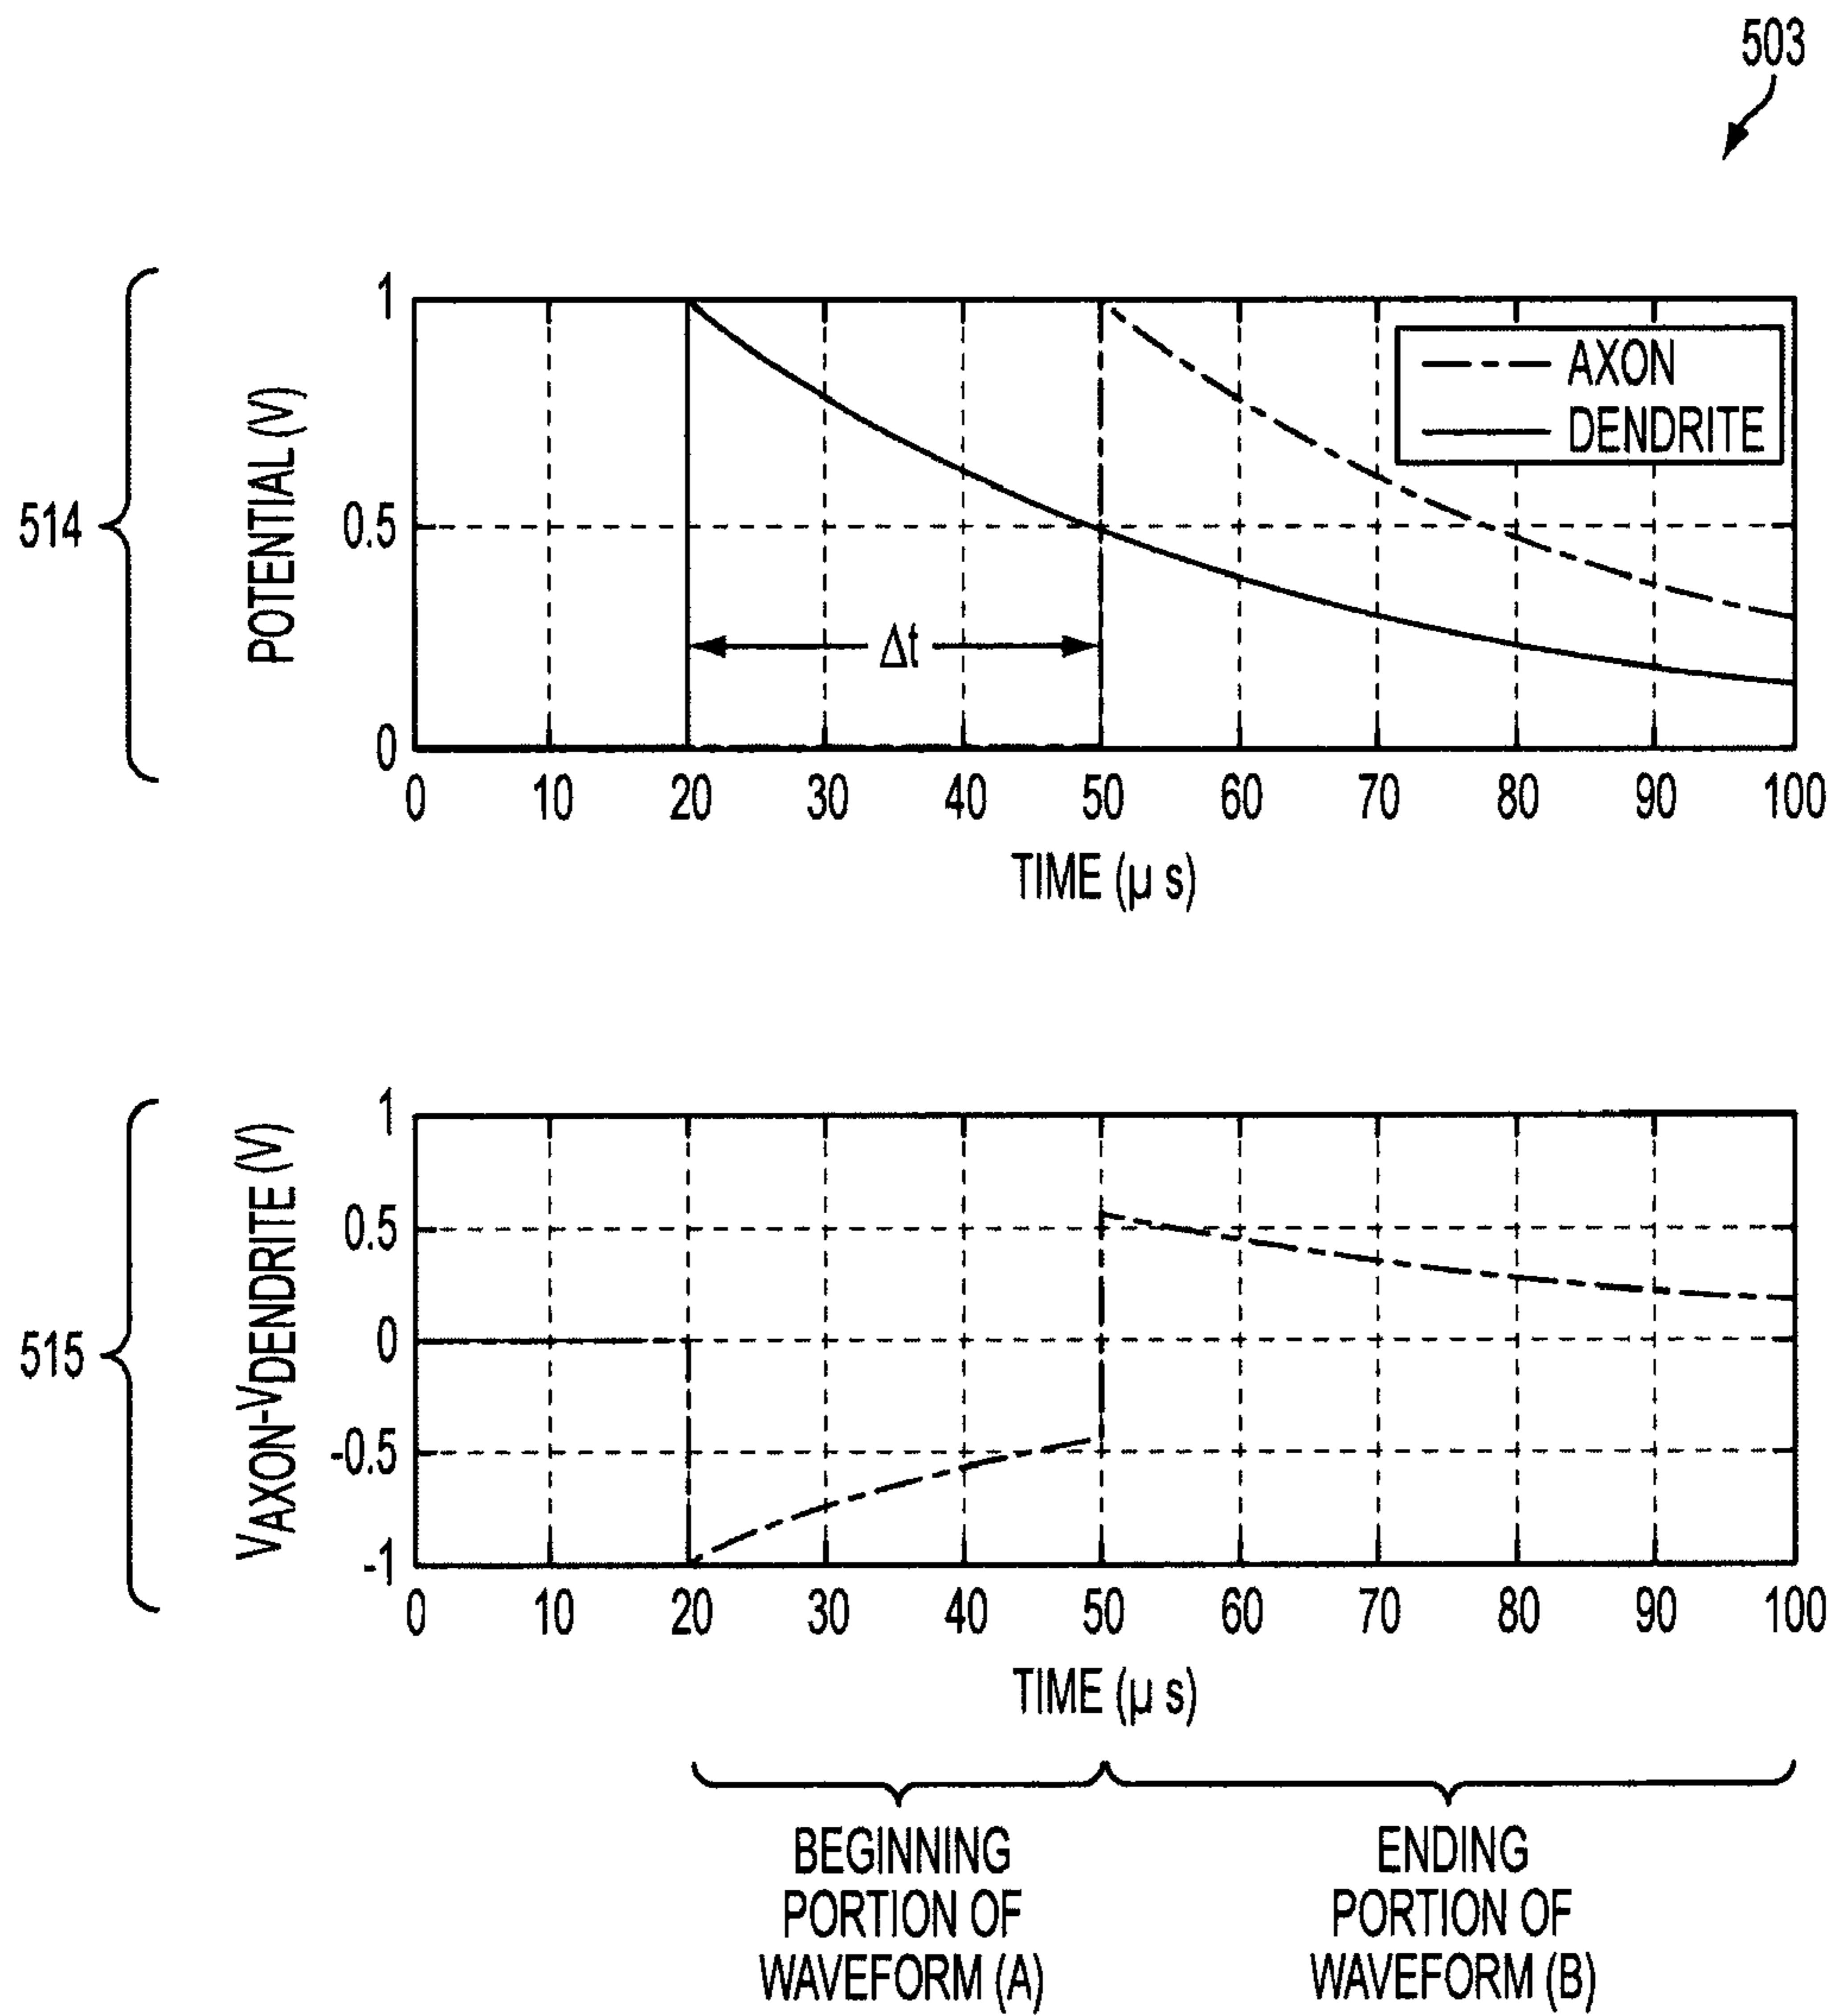 503
514
POTENTIAL (V)
1
0.5
0
AXON
DENDRITE
Δt
0 10 20 30 40 50 60 70 80 90 100
TIME (μ s)
515
VAXON-VDENDRITE (V)
1
0.5
0
-0.5
-1
0 10 20 30 40 50 60 70 80 90 100
TIME (μ s)
BEGINNING
PORTION OF
WAVEFORM (A)
ENDING
PORTION OF
WAVEFORM (B)